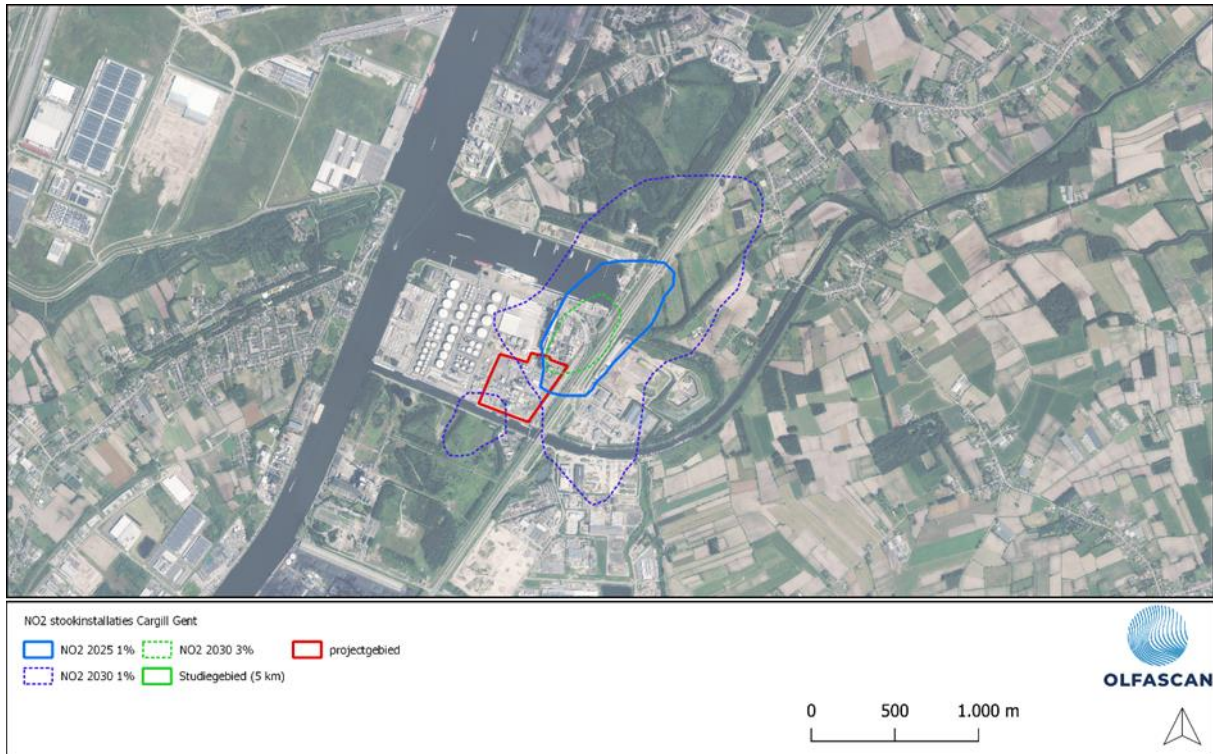 NO2 stookinstallaties Cargill Gent
NO2 2025 1% NO2 2030 3% projectgebied
NO2 2030 1% Studiegebied (5 km)
OLFASCAN
0 500 1.000 m